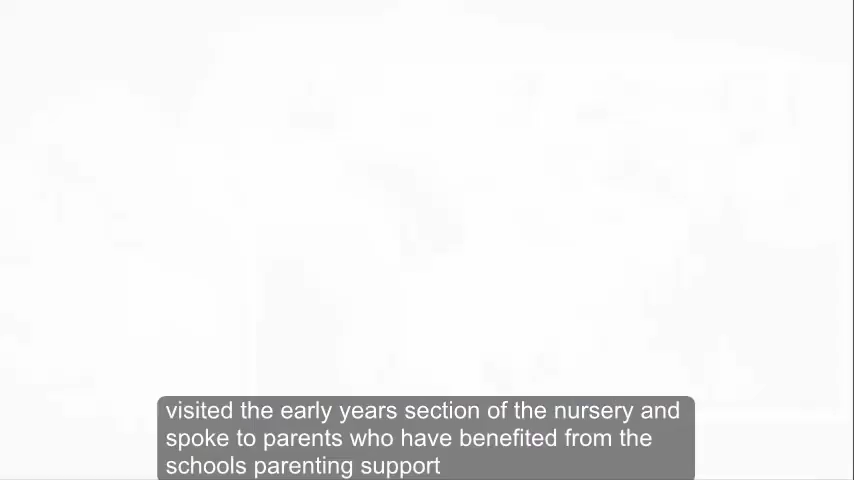 visited the early years section of the nursery and
spoke to parents who have benefited from the
schools parenting support